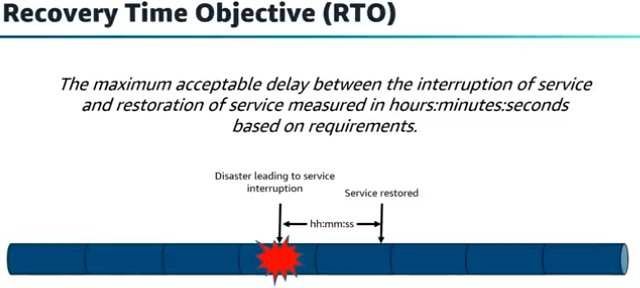 Recovery Time Objective (RTO)
The maximum acceptable delay between the interruption of service
and restoration of service measured in hours:minutes:seconds
based on requirements.
Disaster leading to service
interruption
Service restored
hh:mm:ss